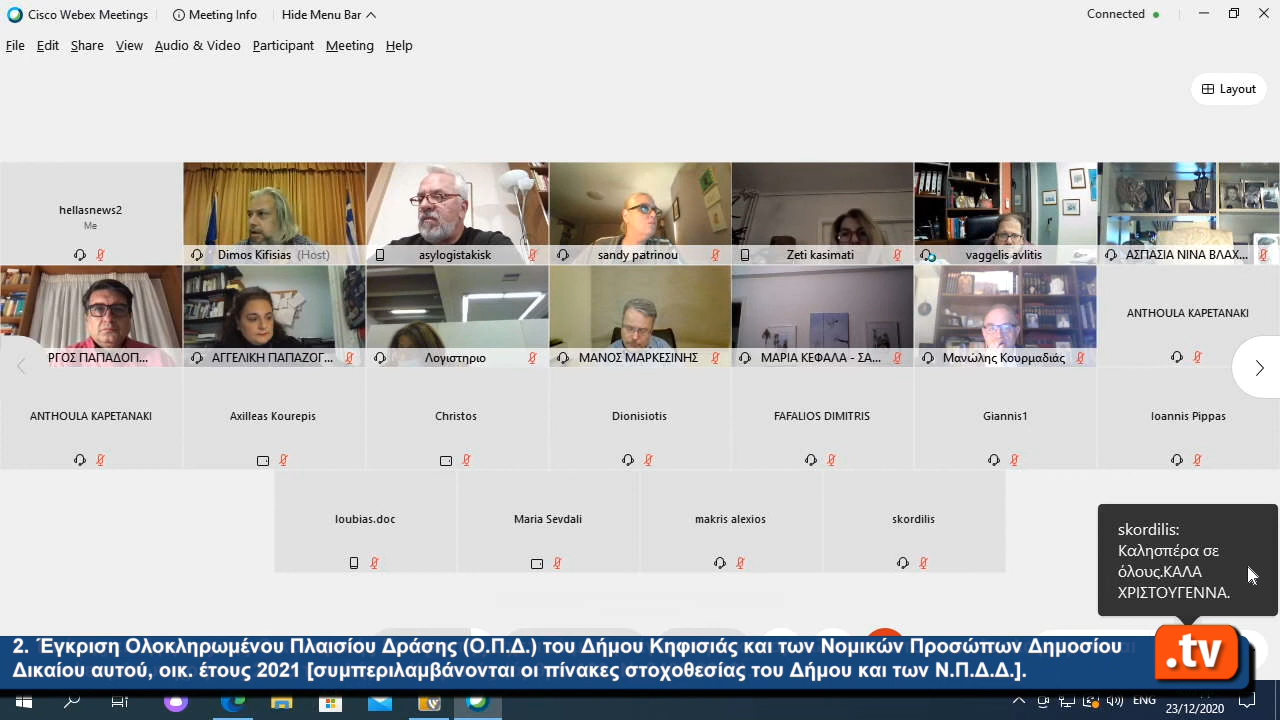 Cisco Webex Meetings
Meeting Info
Hide Menu Bar
Connected
File Edit Share View Audio & Video Participant Meeting Help
Layout
hellasnews2
Me
Dimos Kifisias (Host)
asylogistakisk
sandy patrinou
Zeti kasimati
vaggelis avlitis
ΑΣΠΑΣΙΑ ΝΙΝΑ ΒΛΑΧ...
ΡΓΟΣ ΠΑΠΑΔΟΠ...
ΑΓΓΕΛΙΚΗ ΠΑΠΑΖΟΓ...
Λογιστηριο
ΜΑΝΟΣ ΜΑΡΚΕΣΙΝΗΣ
ΜΑΡΙΑ ΚΕΦΑΛΑ - ΣΑ...
Μανώλης Κουρμαδιάς
ANTHOULA KAPETANAKI
ANTHOULA KAPETANAKI
Axilleas Kourepis
Christos
Dionisiotis
FAFALIOS DIMITRIS
Giannis1
Ioannis Pippas
loubias.doc
Maria Sevdali
makris alexios
skordilis
skordilis:
Καλησπέρα σε
όλους.ΚΑΛΑ
ΧΡΙΣΤΟΥΓΕΝΝΑ.
2. Έγκριση Ολοκληρωμένου Πλαισίου Δράσης (Ο.Π.Δ.) του Δήμου Κηφισιάς και των Νομικών Προσώπων Δημοσίου
Δικαίου αυτού, οικ. έτους 2021 [συμπεριλαμβάνονται οι πίνακες στοχοθεσίας του Δήμου και των Ν.Π.Δ.Δ.].
.tv
ENG
23/12/2020